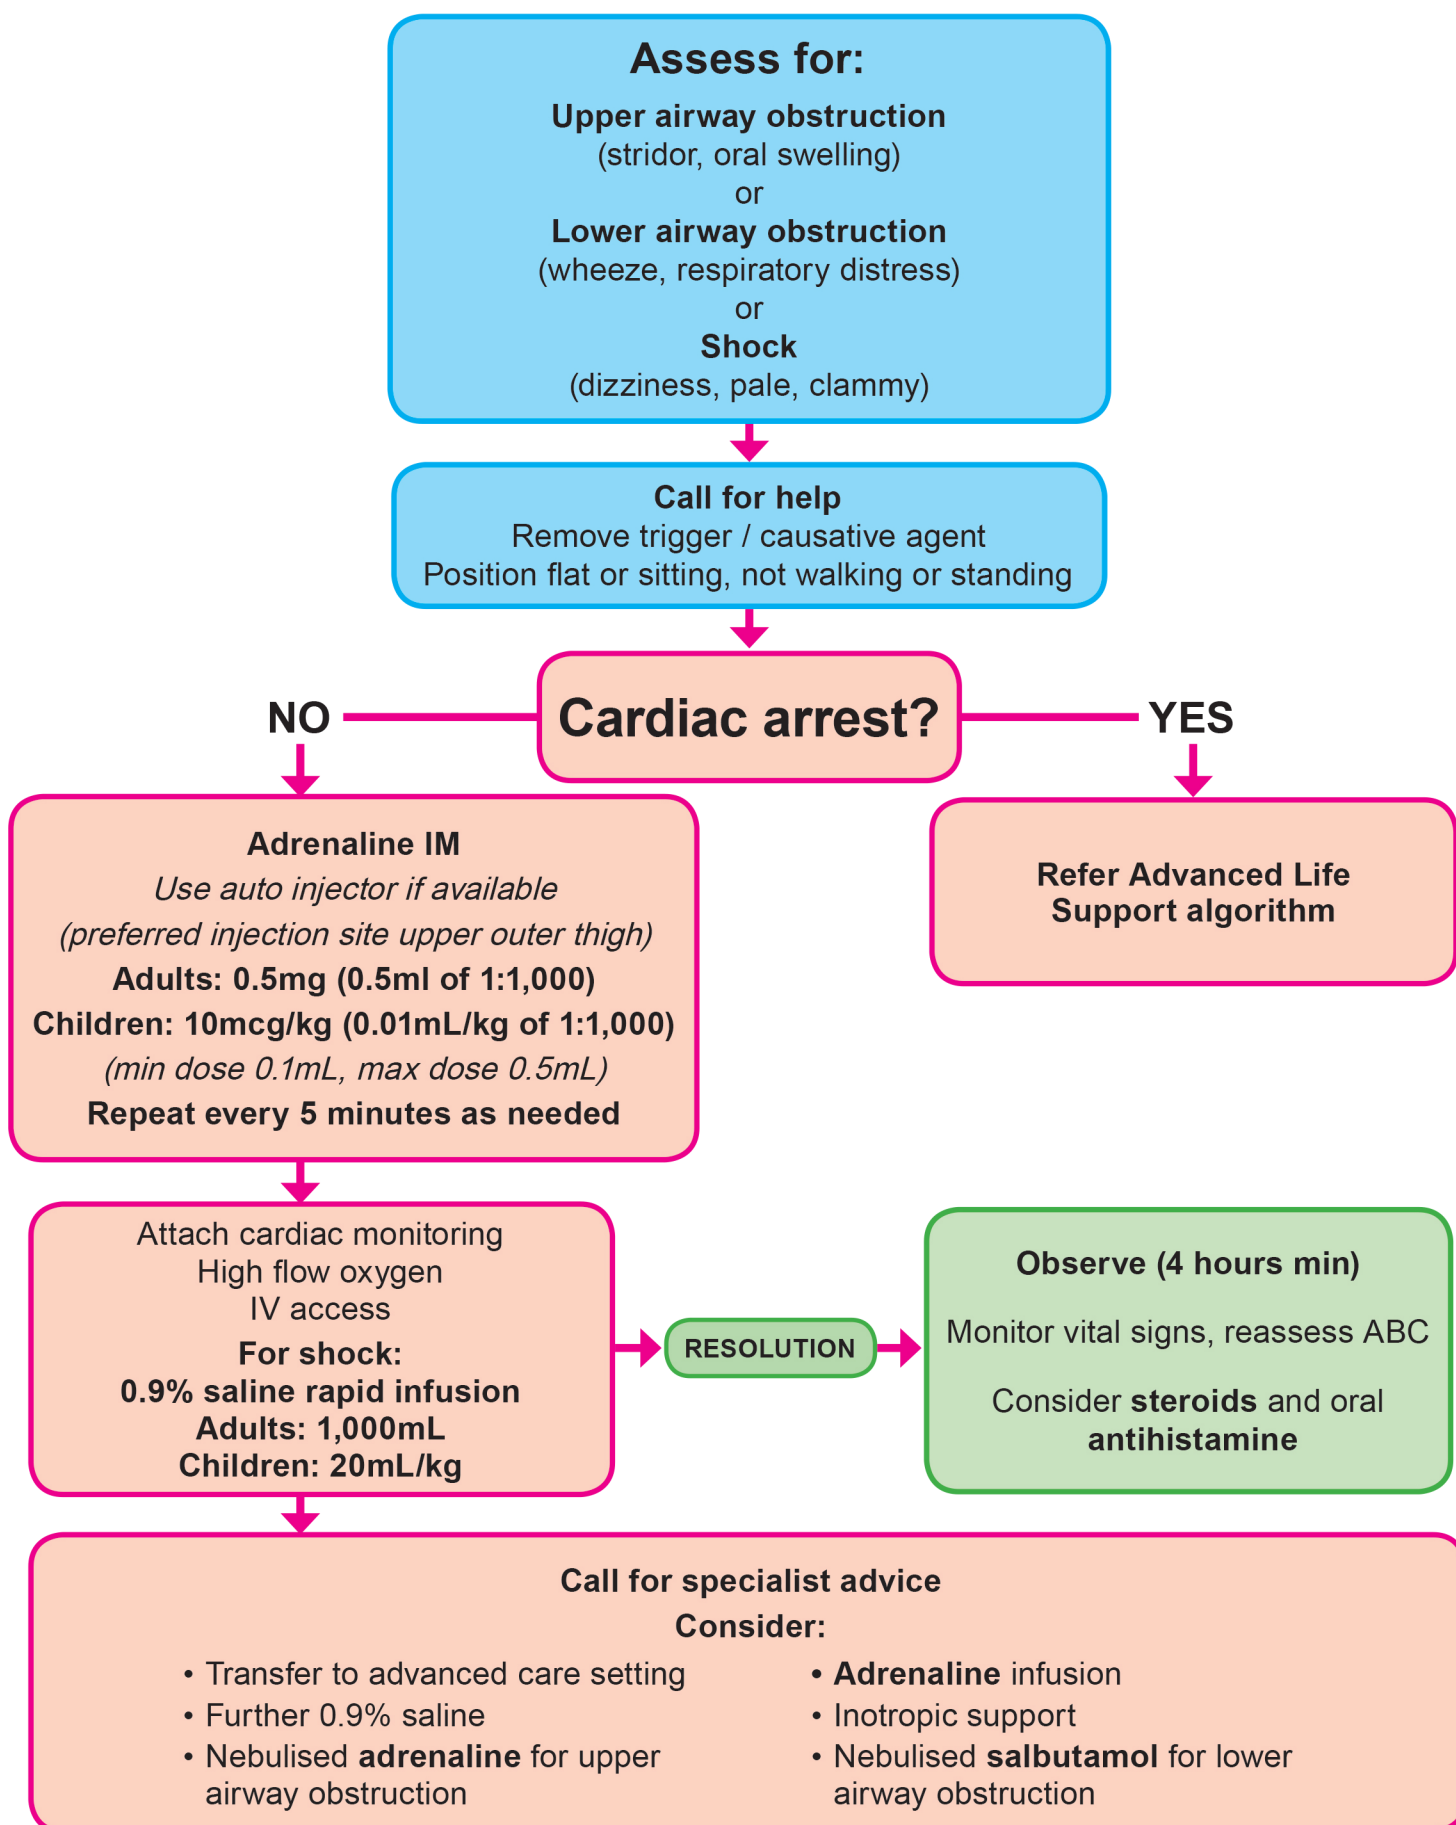 Assess for:
Upper airway obstruction
(stridor, oral swelling)
or
Lower airway obstruction
(wheeze, respiratory distress)
or
Shock
(dizziness, pale, clammy)
Call for help
Remove trigger / causative agent
Position flat or sitting, not walking or standing
Cardiac arrest?
NO
YES
Adrenaline IM
Use auto injector if available
(preferred injection site upper outer thigh)
Adults: 0.5mg (0.5ml of 1:1,000)
Children: 10mcg/kg (0.01mL/kg of 1:1,000)
(min dose 0.1mL, max dose 0.5mL)
Repeat every 5 minutes as needed
Refer Advanced Life
Support algorithm
Attach cardiac monitoring
High flow oxygen
IV access
For shock:
0.9% saline rapid infusion
Adults: 1,000mL
Children: 20mL/kg
RESOLUTION
Observe (4 hours min)
Monitor vital signs, reassess ABC
Consider steroids and oral
antihistamine
Call for specialist advice
Consider:
• Transfer to advanced care setting
• Further 0.9% saline
• Nebulised adrenaline for upper
airway obstruction
• Adrenaline infusion
• Inotropic support
• Nebulised salbutamol for lower
airway obstruction